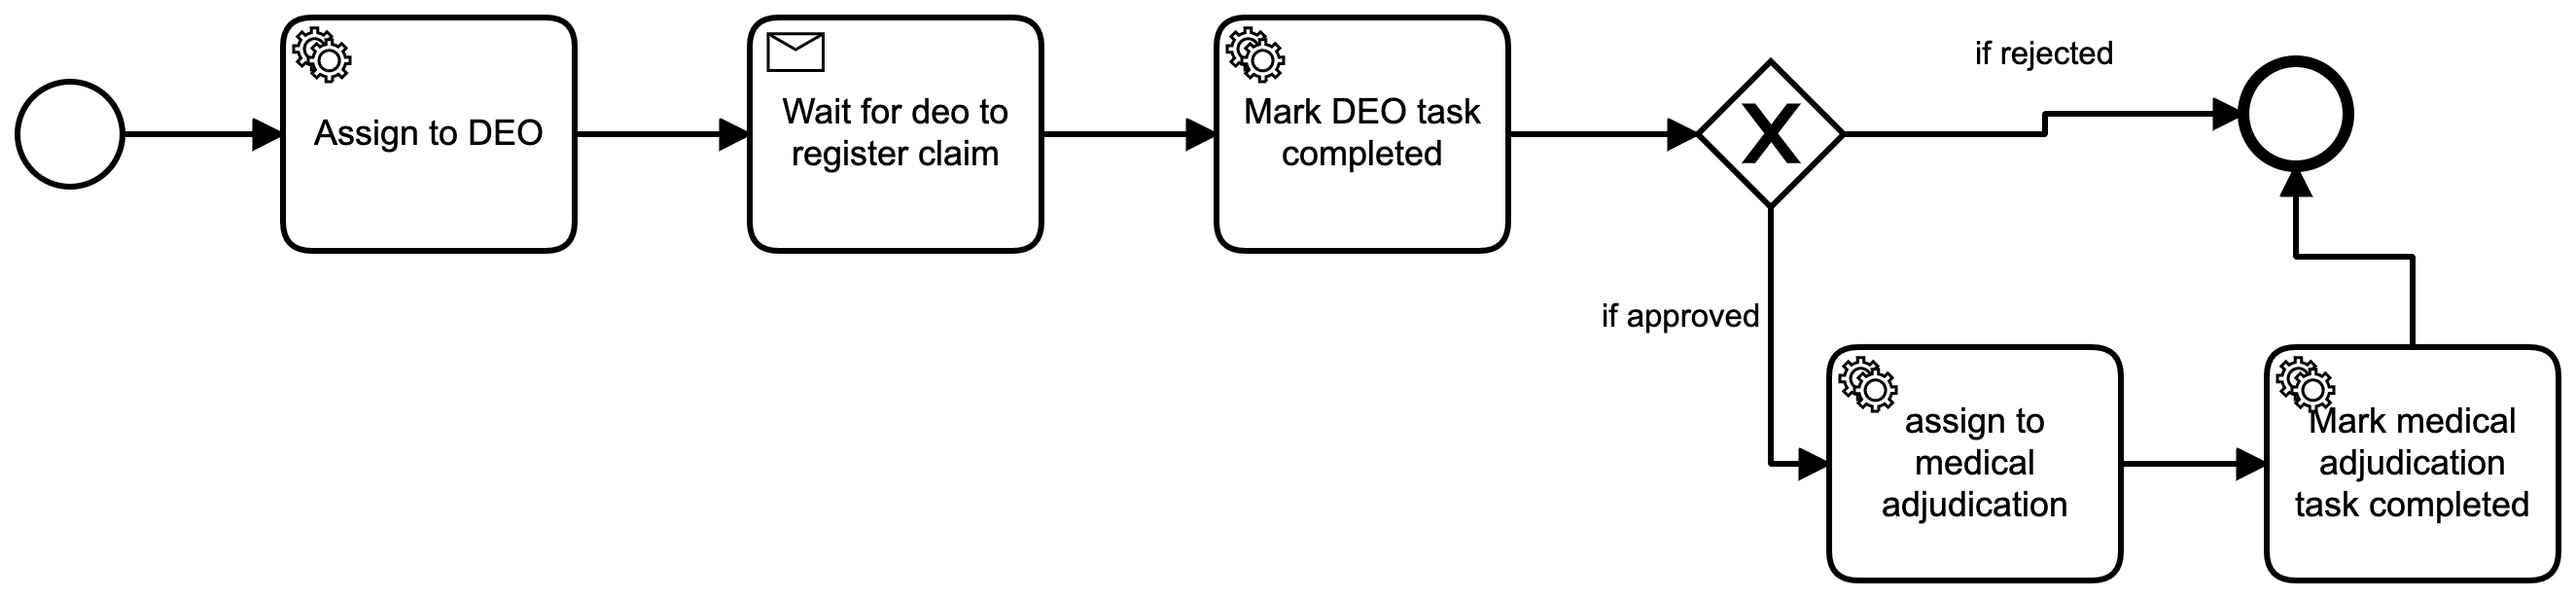 Assign to DEO
Wait for deo to
register claim
Mark DEO task
completed
X
if rejected
if approved
assign to
medical
adjudication
Mark medical
adjudication
task completed